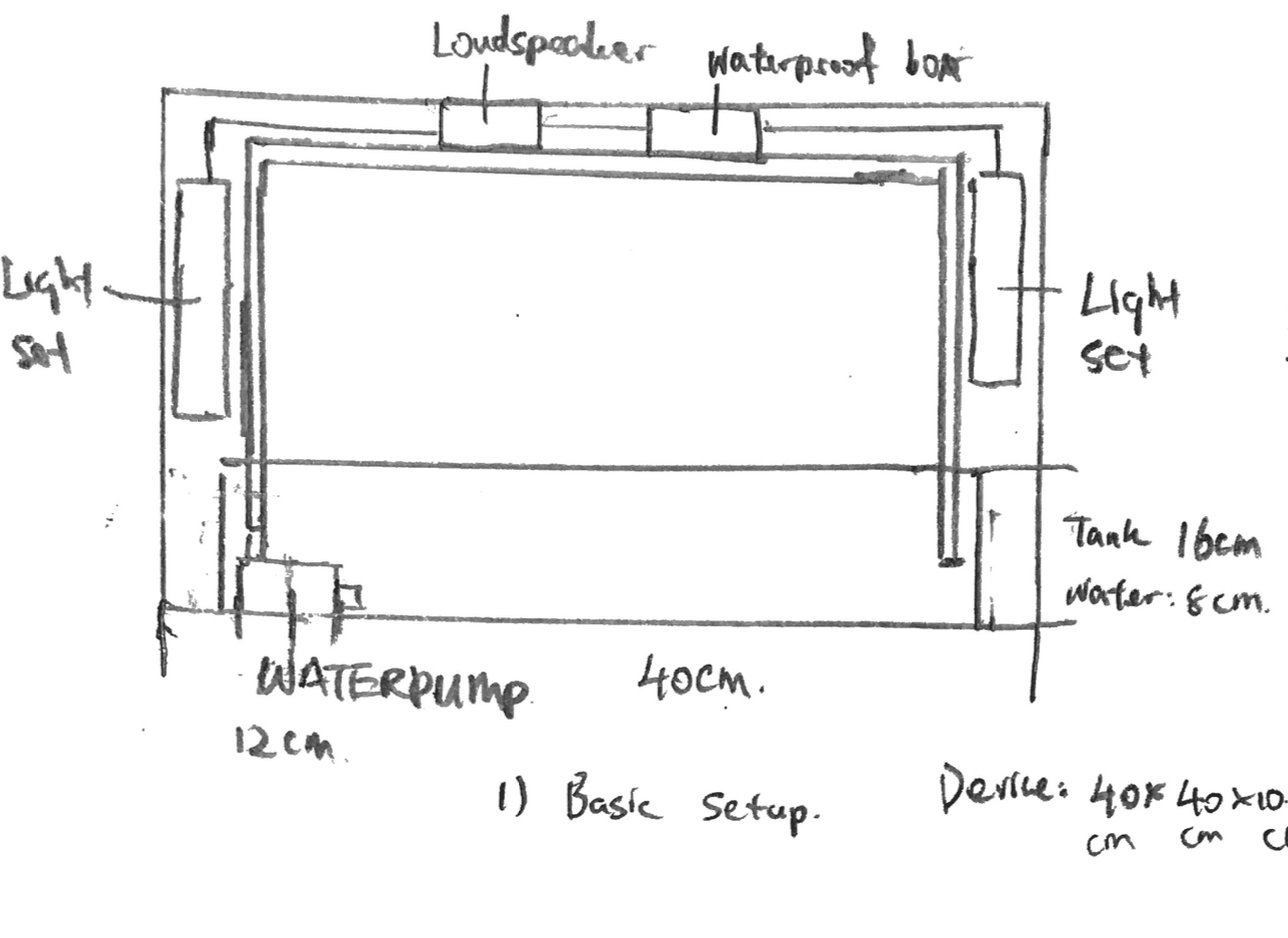 Loudspeaker
waterproof box
Light
set
Light
set
Tank 16cm
water: 8cm.
WATERPUMP
12cm.
40cm.
1) Basic Setup.
Device: 40x 40x10
cm cm c